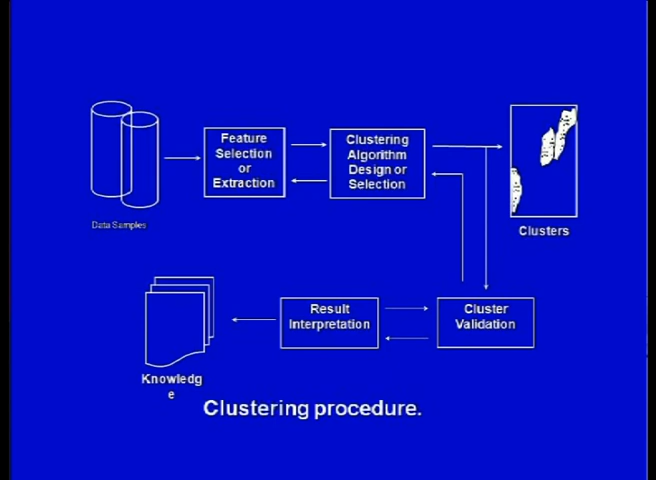 Feature
Selection
or
Extraction
Clustering
Algorithm
Design or
Selection
Data Samples
Clusters
Result
Interpretation
Cluster
Validation
Knowledg
e
Clustering procedure.